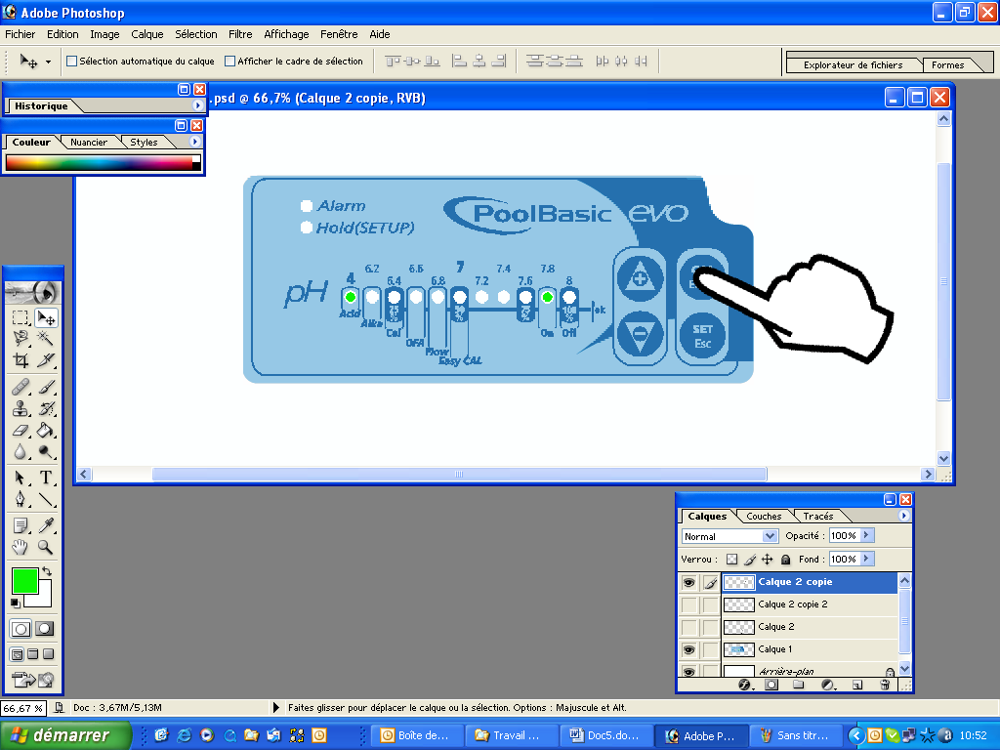 Adobe Photoshop
Fichier Edition Image Calque Sélection Filtre Affichage Fenêtre Aide
Sélection automatique du calque Afficher le cadre de sélection
Explorateur de fichiers Formes
Historique
.psd @ 66,7% (Calque 2 copie, RVB)
Couleur Nuancier Styles
Alarm
Hold(SETUP)
PoolBasic evo
pH
4 6.2 6.4 6.6 6.8 7 7.2 7.4 7.6 7.8 8
Acid Alka Cal OFA Flow Easy CAL On Off ok
SET
Esc
Calques Couches Tracés
Normal Opacité : 100%
Verrou : Fond : 100%
Calque 2 copie
Calque 2 copie 2
Calque 2
Calque 1
Arrière-plan
66,67 % Doc : 3,67M/5,13M Faites glisser pour déplacer le calque ou la sélection. Options : Majuscule et Alt.
démarrer Boîte de... Travail ... Doc5.do... Adobe P... Sans titr... 10:52